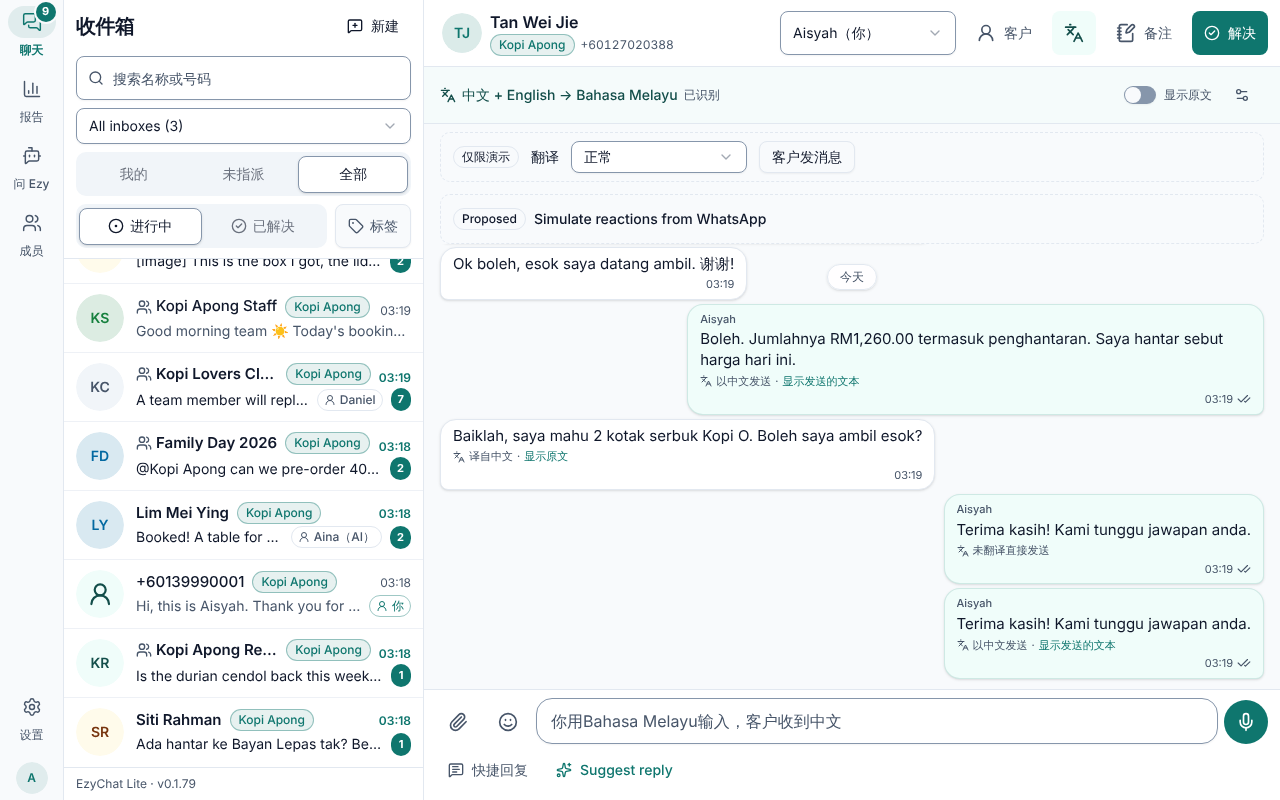 9
聊天
报告
问 Ezy
成员
设置
A
收件箱
新建
搜索名称或号码
All inboxes (3)
我的
未指派
全部
进行中
已解决
标签
[Image] This is the box I got, the lid...
2
KS
Kopi Apong Staff
Kopi Apong
03:19
Good morning team ☀️ Today's bookin...
KC
Kopi Lovers Cl...
Kopi Apong
03:19
A team member will repl...
Daniel
7
FD
Family Day 2026
Kopi Apong
03:18
@Kopi Apong can we pre-order 40...
2
LY
Lim Mei Ying
Kopi Apong
03:18
Booked! A table for ...
Aina（AI）
2
+60139990001
Kopi Apong
03:18
Hi, this is Aisyah. Thank you for ...
你
KR
Kopi Apong Re...
Kopi Apong
03:18
Is the durian cendol back this week...
1
SR
Siti Rahman
Kopi Apong
03:18
Ada hantar ke Bayan Lepas tak? Be...
1
EzyChat Lite · v0.1.79
TJ
Tan Wei Jie
Kopi Apong
+60127020388
Aisyah（你）
客户
备注
解决
中文 + English → Bahasa Melayu 已识别
显示原文
仅限演示
翻译
正常
客户发消息
Proposed
Simulate reactions from WhatsApp
Ok boleh, esok saya datang ambil. 谢谢!
03:19
今天
Aisyah
Boleh. Jumlahnya RM1,260.00 termasuk penghantaran. Saya hantar sebut
harga hari ini.
以中文发送 · 显示发送的文本
03:19
Baiklah, saya mahu 2 kotak serbuk Kopi O. Boleh saya ambil esok?
译自中文 · 显示原文
03:19
Aisyah
Terima kasih! Kami tunggu jawapan anda.
未翻译直接发送
03:19
Aisyah
Terima kasih! Kami tunggu jawapan anda.
以中文发送 · 显示发送的文本
03:19
你用Bahasa Melayu输入，客户收到中文
快捷回复
Suggest reply